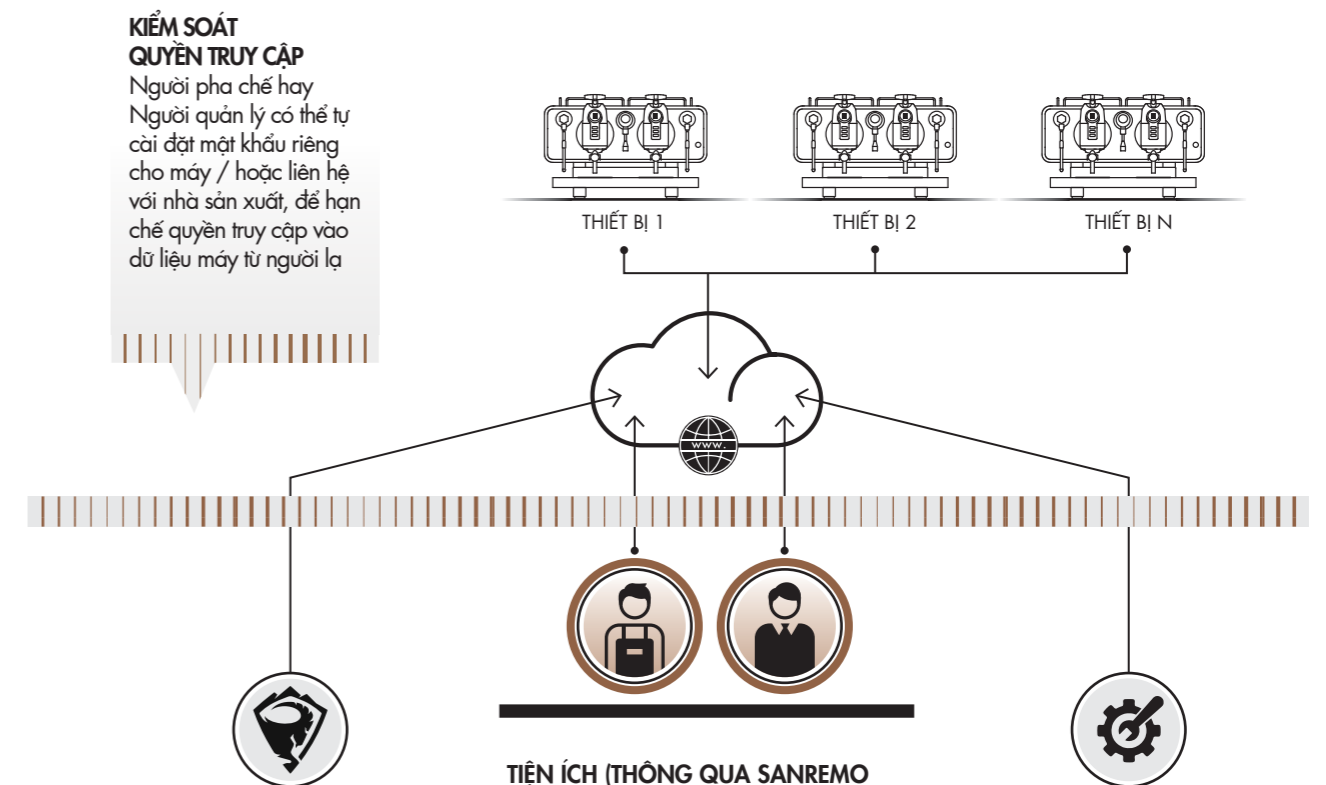 KIỂM SOÁT
QUYỀN TRUY CẬP
Người pha chế hay
Người quản lý có thể tự
cài đặt mật khẩu riêng
cho máy / hoặc liên hệ
với nhà sản xuất, để hạn
chế quyền truy cập vào
dữ liệu máy từ người lạ
THIẾT BỊ 1
THIẾT BỊ 2
THIẾT BỊ N
www.
TIỆN ÍCH (THÔNG QUA SANREMO